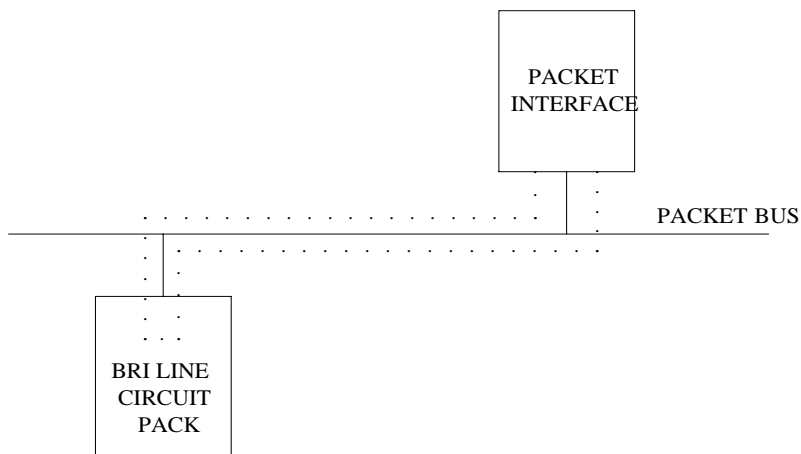 PACKET
INTERFACE
PACKET BUS
BRI LINE
CIRCUIT
PACK